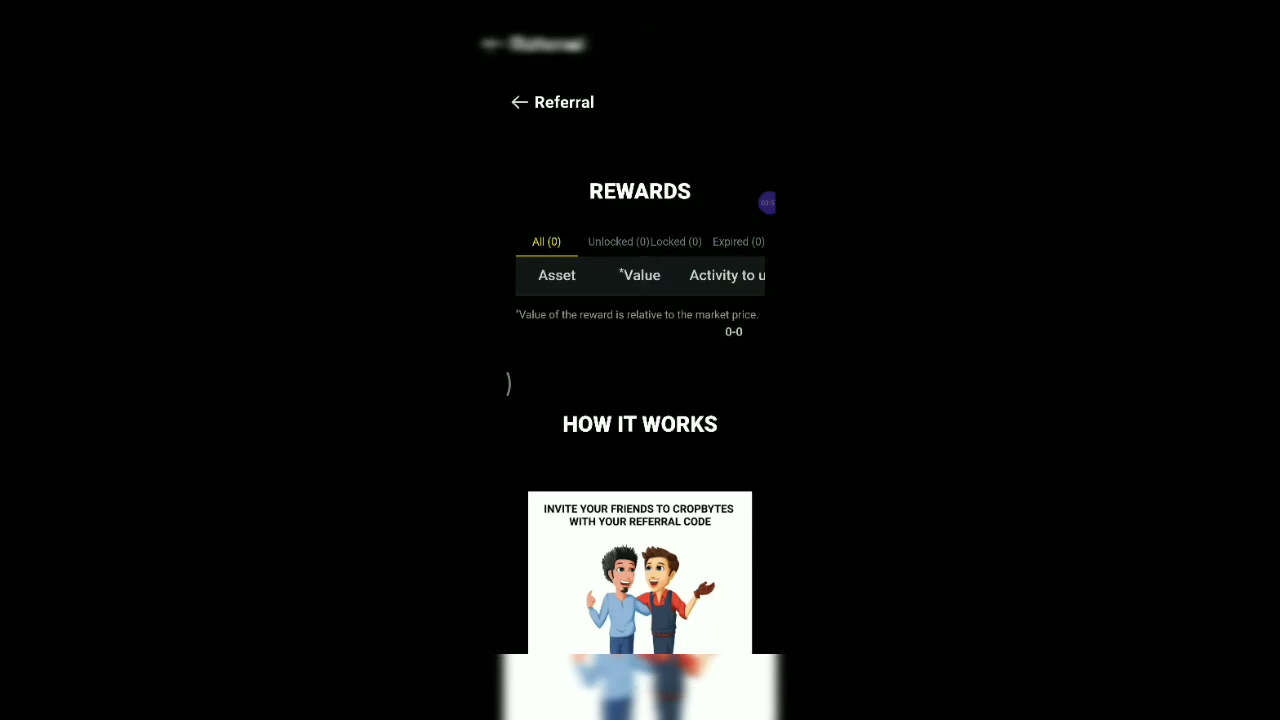 Referral
REWARDS
All (0) Unlocked (0) Locked (0) Expired (0)
Asset *Value Activity to u
*Value of the reward is relative to the market price.
0-0
HOW IT WORKS
INVITE YOUR FRIENDS TO CROPBYTES
WITH YOUR REFERRAL CODE